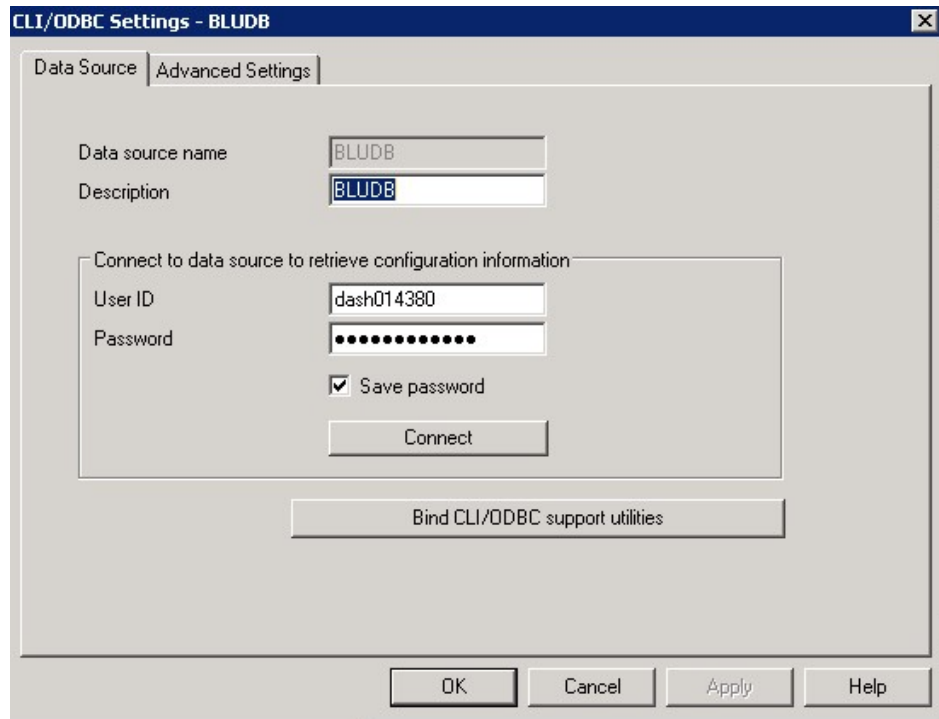 CLI/ODBC Settings - BLUDB
Data Source Advanced Settings
Data source name BLUDB
Description BLUDB
Connect to data source to retrieve configuration information
User ID dash014380
Password ●●●●●●●●●●●●
Save password
Connect
Bind CLI/ODBC support utilities
OK Cancel Apply Help